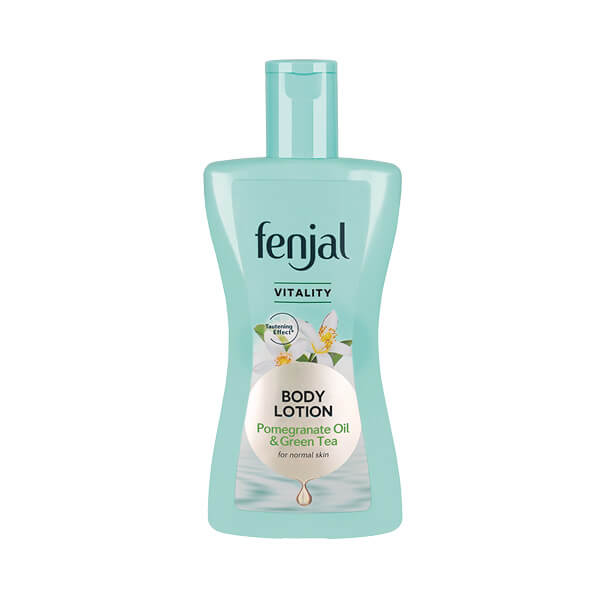 fenjal
VITALITY
Tautening
Effect*
BODY
LOTION
Pomegranate Oil
& Green Tea
for normal skin